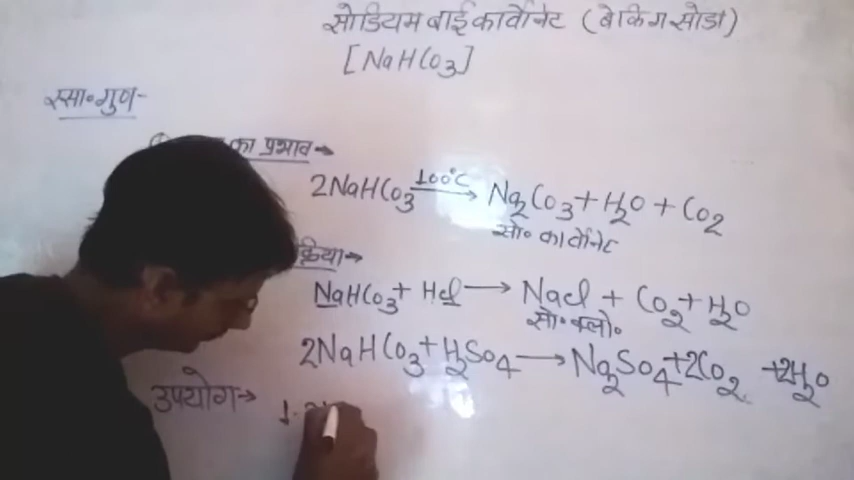 सोडियम बाई कार्बोनेट (बेकिंग सोडा)
[NaHCo3]
रसा॰गुण-
का प्रभाव→
2NaHCo3 100°C→ Na2Co3+H2O + Co2
सो॰ कार्बोनेट
क्रिया→
NaHCo3+ Hcl → Nacl + Co2+H2O
सो॰ क्लो॰
2NaHCo3+H2So4 → Na2So4+2Co2 +2H2O
उपयोग→ 1.